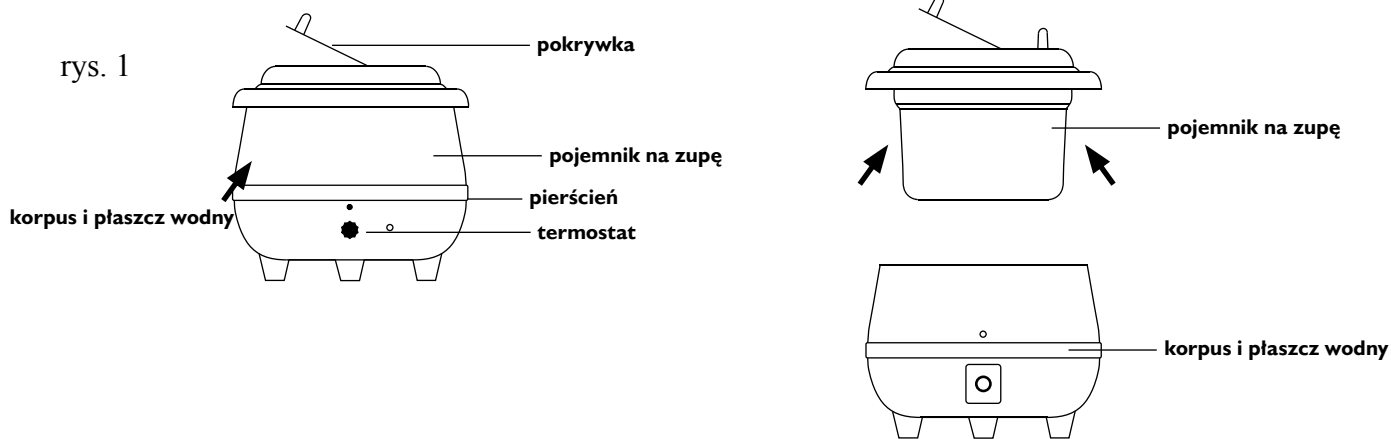 rys. 1
pokrywka
pojemnik na zupę
pierścień
korpus i płaszcz wodny
termostat
pojemnik na zupę
korpus i płaszcz wodny